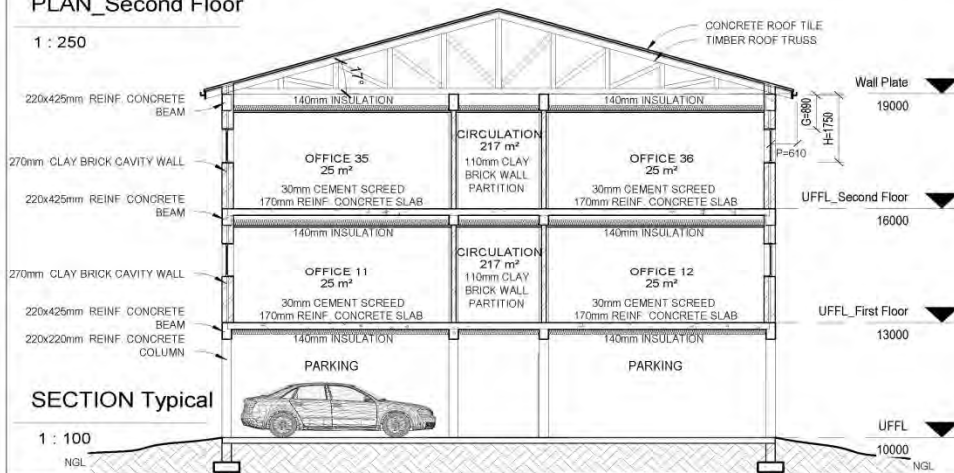 PLAN_Second Floor
1 : 250
CONCRETE ROOF TILE
TIMBER ROOF TRUSS
17°
Wall Plate
19000
220x425mm REINF. CONCRETE
BEAM
140mm INSULATION
140mm INSULATION
G=890
H=1750
P=610
CIRCULATION
217 m²
110mm CLAY
BRICK WALL
PARTITION
270mm CLAY BRICK CAVITY WALL
OFFICE 35
25 m²
OFFICE 36
25 m²
30mm CEMENT SCREED
170mm REINF. CONCRETE SLAB
30mm CEMENT SCREED
170mm REINF. CONCRETE SLAB
220x425mm REINF. CONCRETE
BEAM
UFFL_Second Floor
16000
140mm INSULATION
140mm INSULATION
CIRCULATION
217 m²
110mm CLAY
BRICK WALL
PARTITION
270mm CLAY BRICK CAVITY WALL
OFFICE 11
25 m²
OFFICE 12
25 m²
30mm CEMENT SCREED
170mm REINF. CONCRETE SLAB
30mm CEMENT SCREED
170mm REINF. CONCRETE SLAB
220x425mm REINF. CONCRETE
BEAM
UFFL_First Floor
13000
220x220mm REINF. CONCRETE
COLUMN
140mm INSULATION
140mm INSULATION
PARKING
PARKING
SECTION Typical
1 : 100
UFFL
10000
NGL
NGL